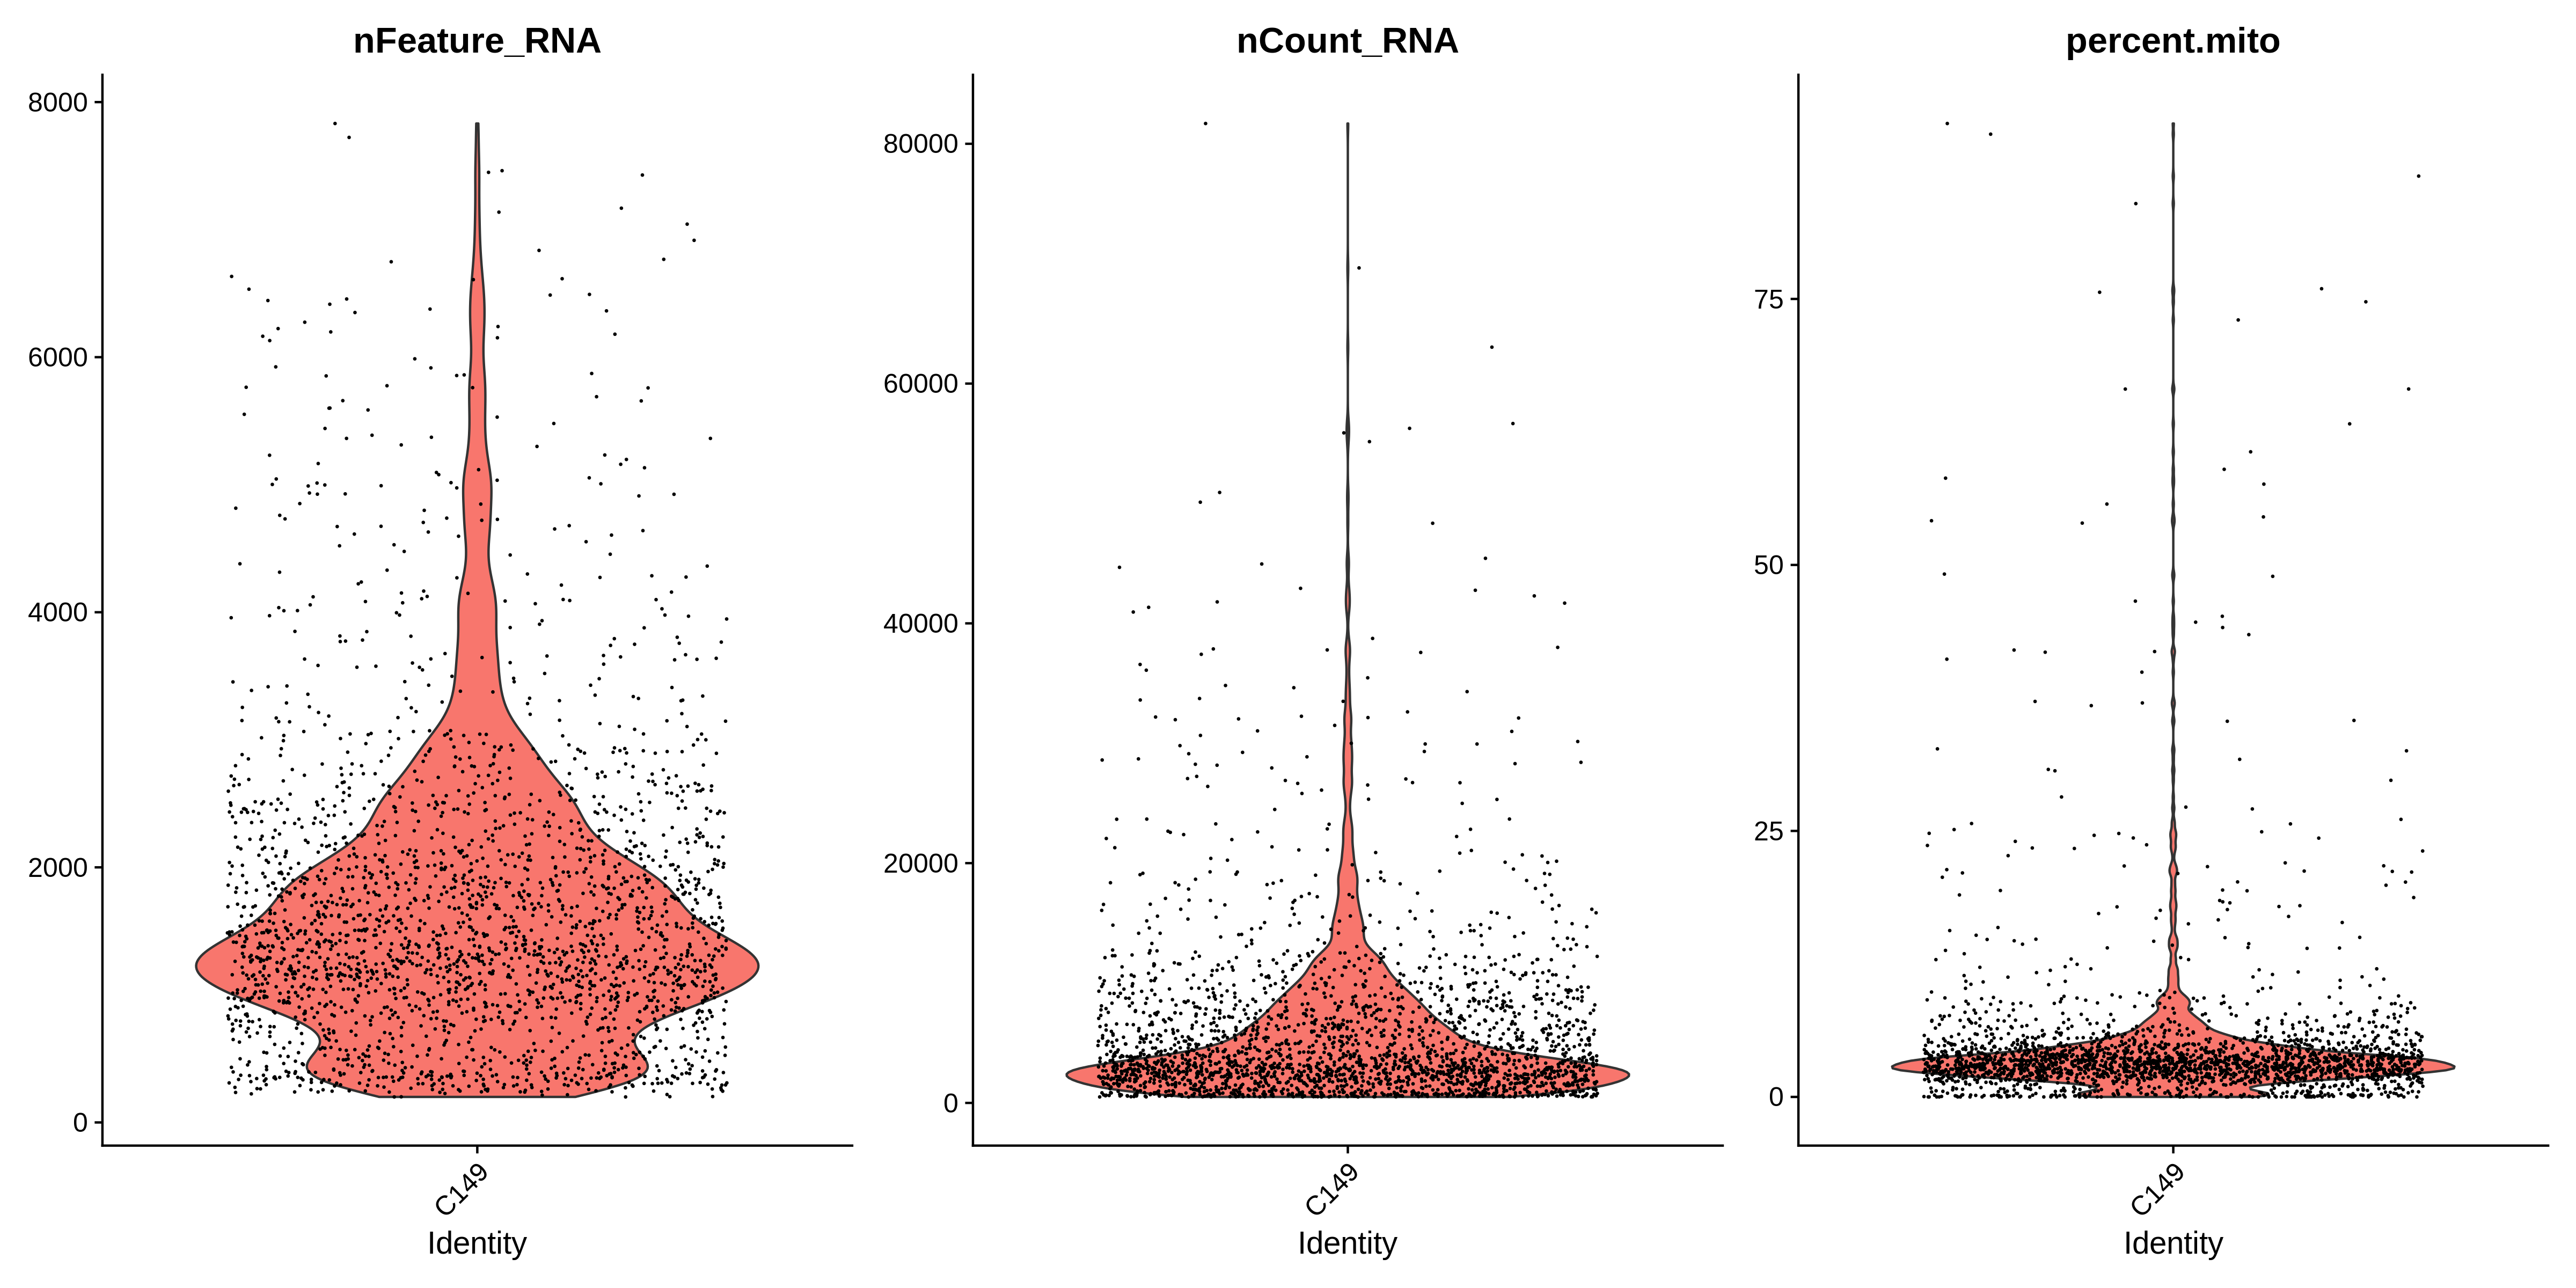 nFeature_RNA
8000
6000
4000
2000
0
C149
Identity
nCount_RNA
80000
60000
40000
20000
0
C149
Identity
percent.mito
75
50
25
0
C149
Identity